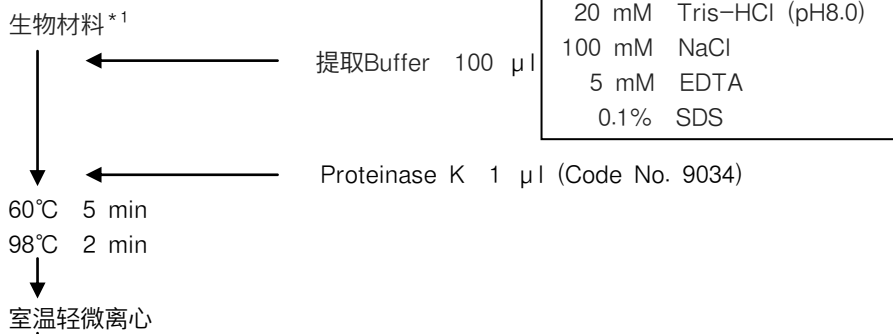 生物材料*1
20 mM Tris-HCl (pH8.0)
提取Buffer 100 μl
100 mM NaCl
5 mM EDTA
0.1% SDS
Proteinase K 1 μl (Code No. 9034)
60℃ 5 min
98℃ 2 min
室温轻微离心